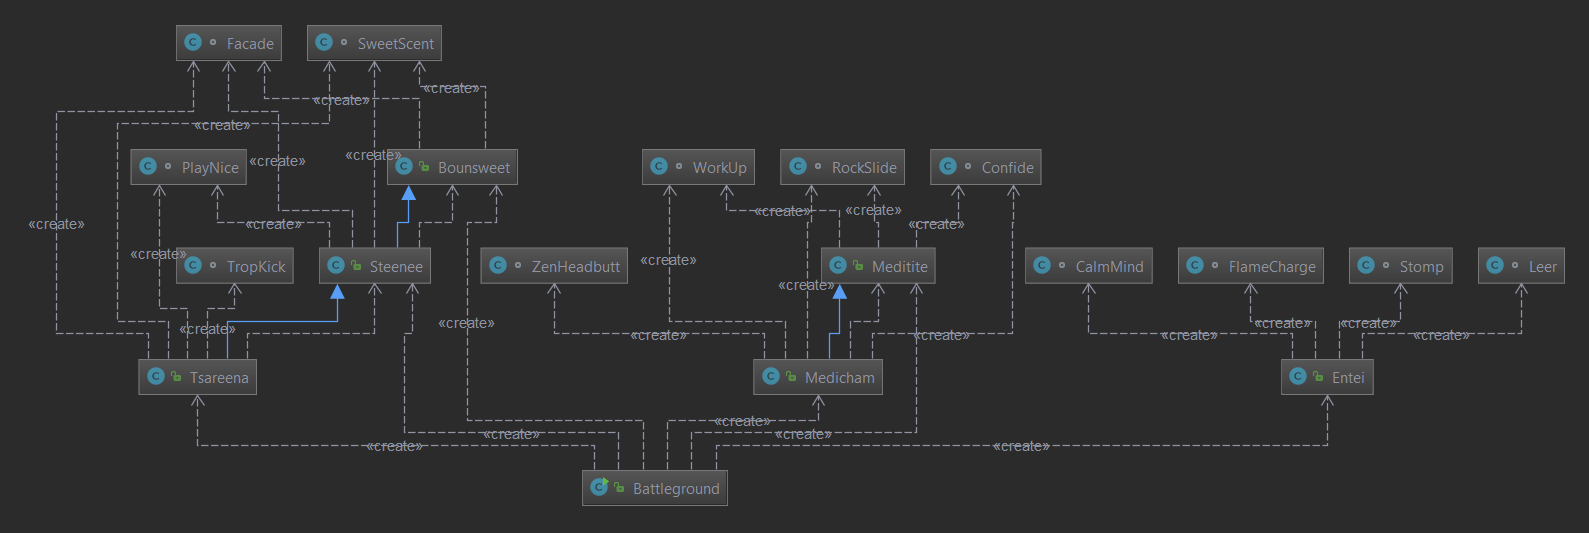 Facade
SweetScent
«create»
«create»
«create»
PlayNice
«create»
«create»
Bounsweet
WorkUp
RockSlide
Confide
«create»
«create»
«create»
«create»
«create»
«create»
TropKick
Steenee
ZenHeadbutt
«create»
Meditite
CalmMind
FlameCharge
Stomp
Leer
«create»
«create»
«create»
«create»
«create»
«create»
«create»
«create»
Tsareena
Medicham
Entei
«create»
«create»
«create»
«create»
«create»
Battleground